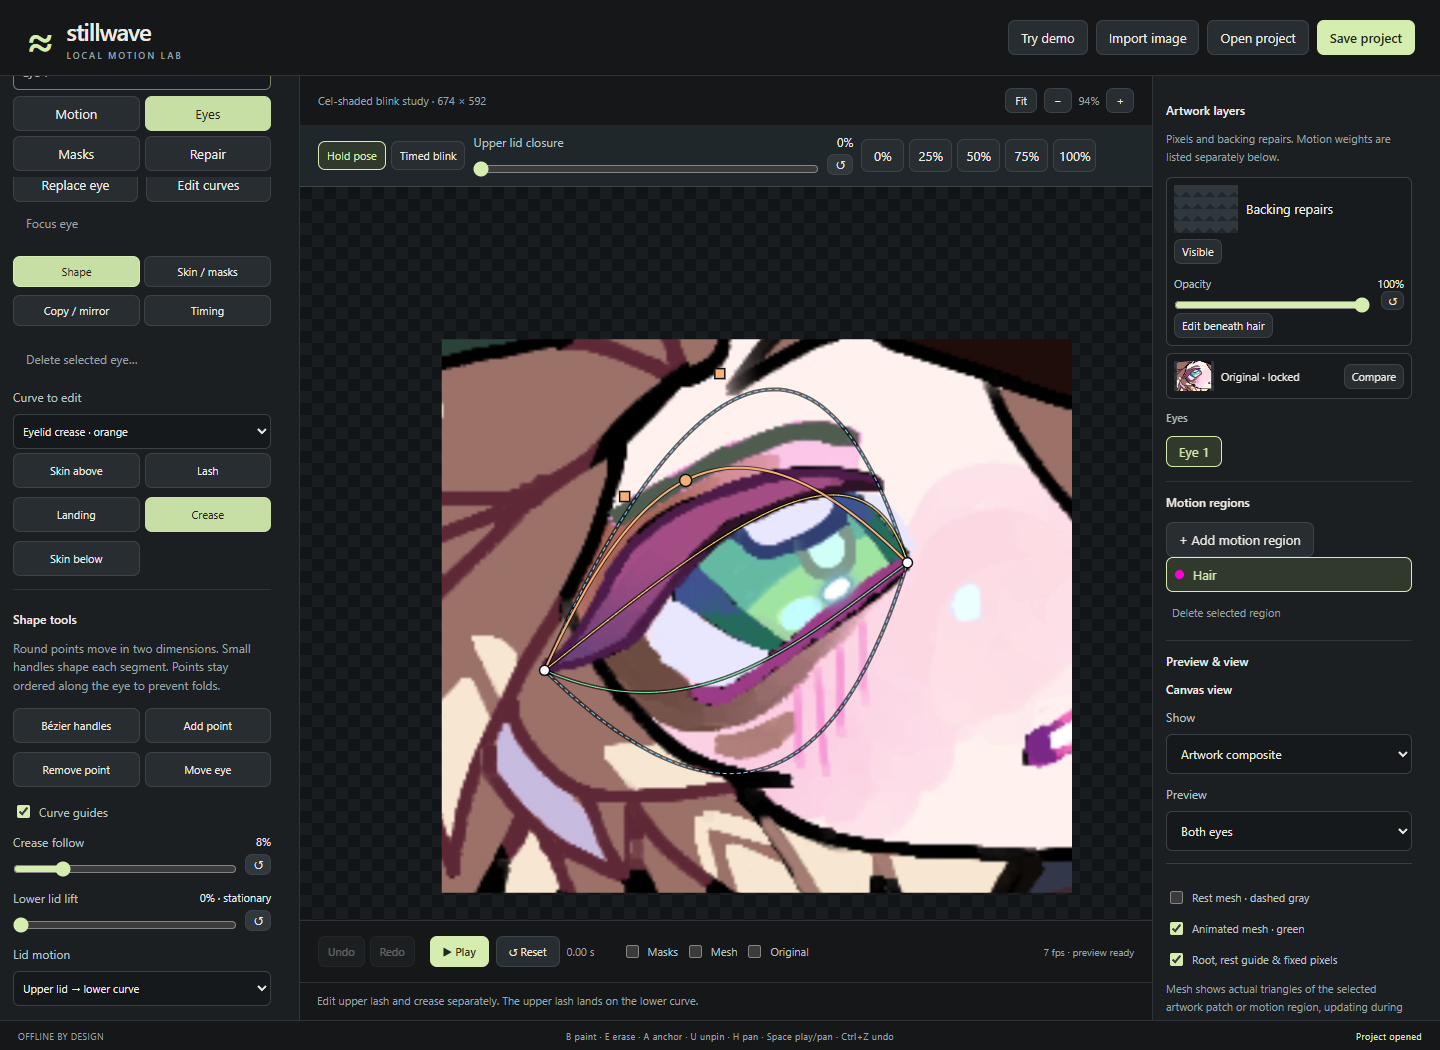 stillwave
LOCAL MOTION LAB
Try demo
Import image
Open project
Save project
Motion
Eyes
Masks
Repair
Replace eye
Edit curves
Focus eye
Shape
Skin / masks
Copy / mirror
Timing
Delete selected eye...
Curve to edit
Eyelid crease · orange
Skin above
Lash
Landing
Crease
Skin below
Shape tools
Round points move in two dimensions. Small
handles shape each segment. Points stay
ordered along the eye to prevent folds.
Bézier handles
Add point
Remove point
Move eye
Curve guides
Crease follow
8%
↺
Lower lid lift
0% · stationary
↺
Lid motion
Upper lid → lower curve
Cel-shaded blink study · 674 × 592
Fit
−
94%
+
Hold pose
Timed blink
Upper lid closure
0%
↺
0%
25%
50%
75%
100%
Undo
Redo
▶ Play
↺ Reset
0.00 s
Masks
Mesh
Original
7 fps · preview ready
Edit upper lash and crease separately. The upper lash lands on the lower curve.
Artwork layers
Pixels and backing repairs. Motion weights are
listed separately below.
Backing repairs
Visible
Opacity
100%
↺
Edit beneath hair
Original · locked
Compare
Eyes
Eye 1
Motion regions
+ Add motion region
Hair
Delete selected region
Preview & view
Canvas view
Show
Artwork composite
Preview
Both eyes
Rest mesh · dashed gray
Animated mesh · green
Root, rest guide & fixed pixels
Mesh shows actual triangles of the selected
artwork patch or motion region, updating during
OFFLINE BY DESIGN
B paint · E erase · A anchor · U unpin · H pan · Space play/pan · Ctrl+Z undo
Project opened